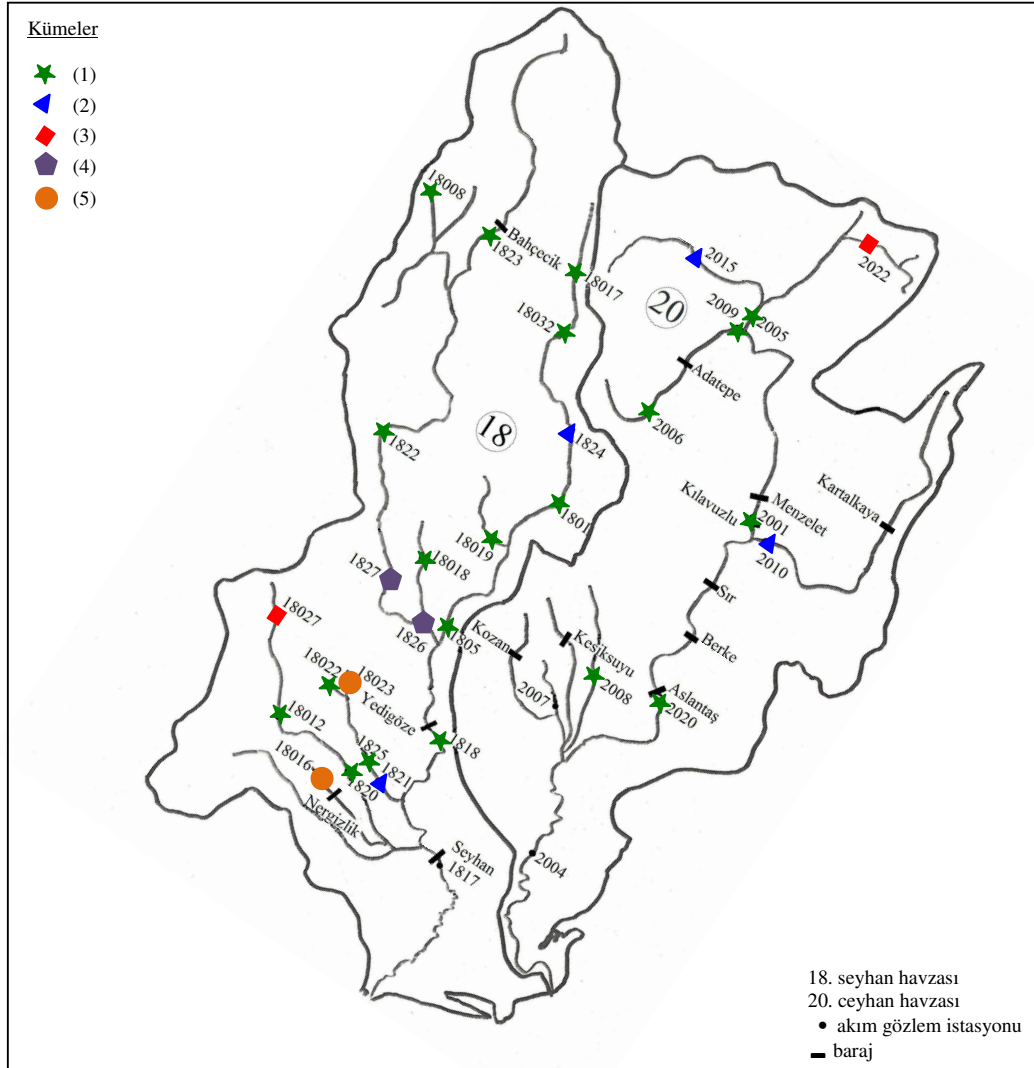 Kümeler
(1)
(2)
(3)
(4)
(5)
18008
Bahçecik
1823
18017
2015
2022
18032
20
2009
2005
Adatepe
2006
1822
18
1824
Kartalkaya
Menzelet
Kılavuzlu
2001
1801
2010
18019
18018
1827
Sır
18027
1826
1805
Kozan
Keşiksuyu
Berke
18022
18023
2008
2007
Aslantaş
2020
Yedigöze
18012
1818
1825
1821
18016
1820
Nergizlik
Seyhan
1817
2004
18. seyhan havzası
20. ceyhan havzası
akım gözlem istasyonu
baraj